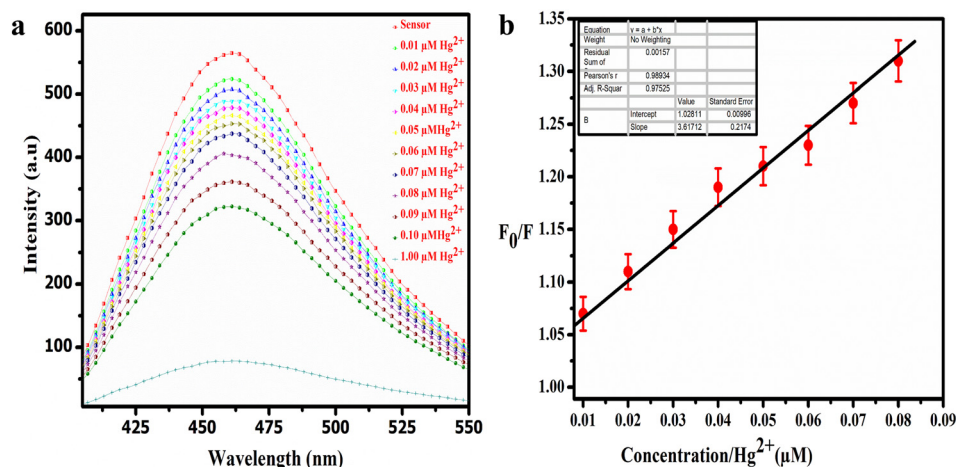 a
600
500
400
300
200
100
Intensity (a.u)
425
450
475
500
525
550
Wavelength (nm)
Sensor
0.01 µM Hg2+
0.02 µM Hg2+
0.03 µM Hg2+
0.04 µM Hg2+
0.05 µMHg2+
0.06 µM Hg2+
0.07 µM Hg2+
0.08 µM Hg2+
0.09 µM Hg2+
0.10 µMHg2+
1.00 µM Hg2+
b
Equation y = a + b*x
Weight No Weighting
Residual 0.00157
Sum of
Pearson's r 0.98934
Adj. R-Squar 0.97525
Value Standard Error
B Intercept 1.02811 0.00996
Slope 3.61712 0.2174
1.35
1.30
1.25
1.20
1.15
1.10
1.05
1.00
F0/F
0.01
0.02
0.03
0.04
0.05
0.06
0.07
0.08
0.09
Concentration/Hg2+(µM)